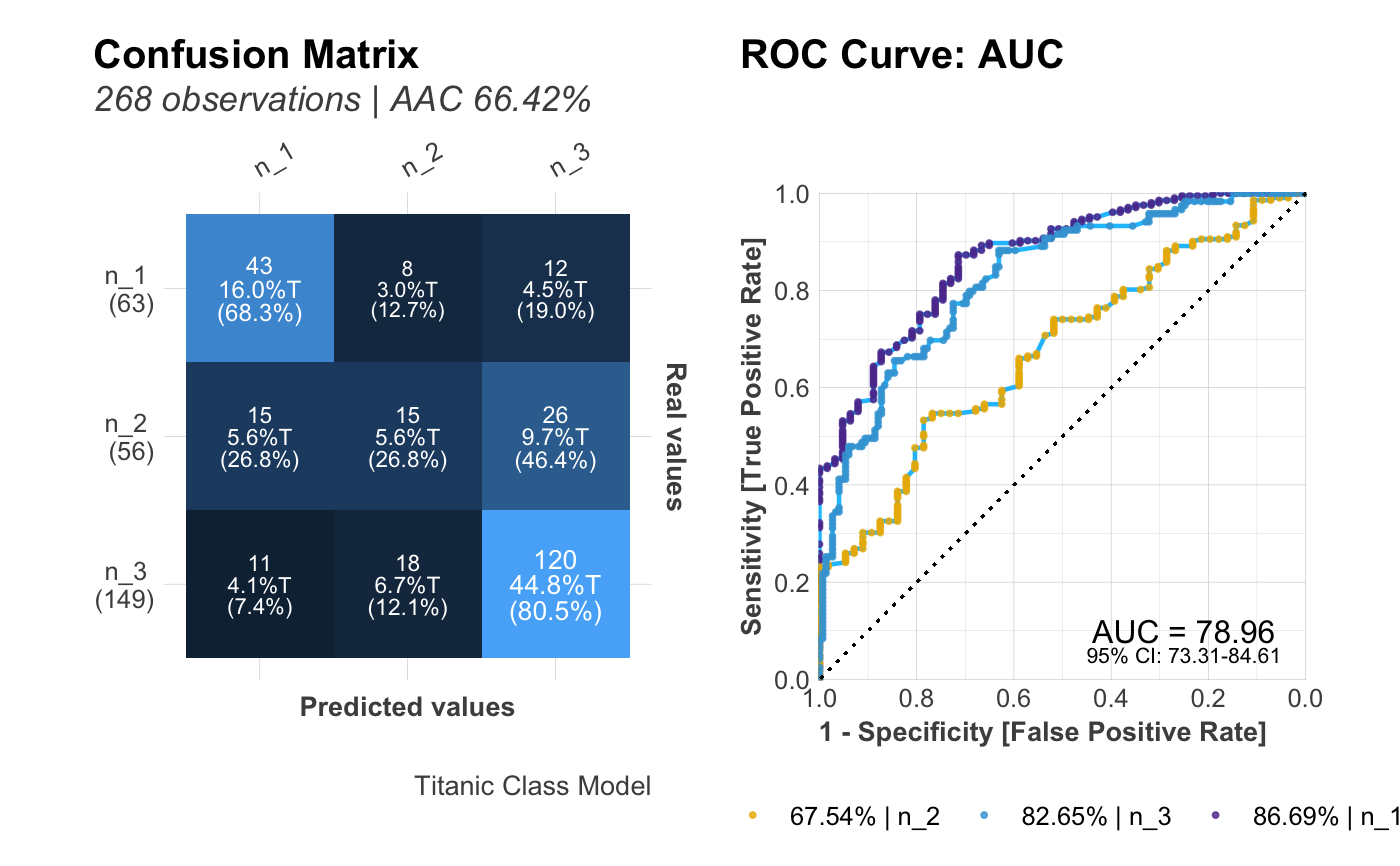 Confusion Matrix
268 observations | AAC 66.42%
n_1
n_2
n_3
n_1
(63)
43
16.0%T
(68.3%)
8
3.0%T
(12.7%)
12
4.5%T
(19.0%)
n_2
(56)
15
5.6%T
(26.8%)
15
5.6%T
(26.8%)
26
9.7%T
(46.4%)
n_3
(149)
11
4.1%T
(7.4%)
18
6.7%T
(12.1%)
120
44.8%T
(80.5%)
Real values
Predicted values
Titanic Class Model
ROC Curve: AUC
Sensitivity [True Positive Rate]
1.0
0.8
0.6
0.4
0.2
0.0
AUC = 78.96
95% CI: 73.31-84.61
1.0
0.8
0.6
0.4
0.2
0.0
1 - Specificity [False Positive Rate]
67.54% | n_2
82.65% | n_3
86.69% | n_1